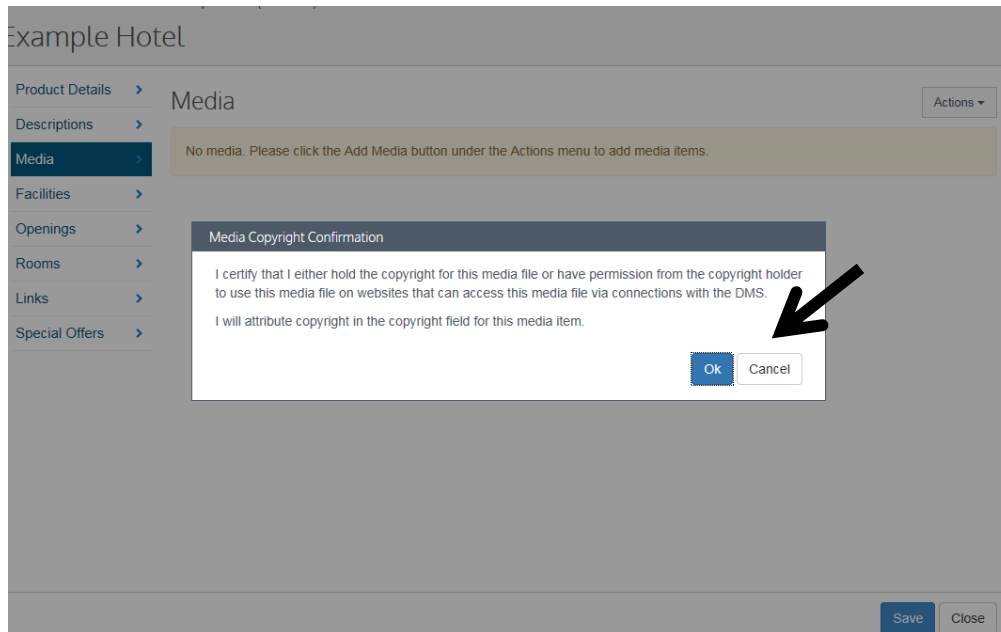 Example Hotel
Product Details
Descriptions
Media
Facilities
Openings
Rooms
Links
Special Offers
Media
Actions
No media. Please click the Add Media button under the Actions menu to add media items.
Media Copyright Confirmation
I certify that I either hold the copyright for this media file or have permission from the copyright holder
to use this media file on websites that can access this media file via connections with the DMS.
I will attribute copyright in the copyright field for this media item.
Ok
Cancel
Save
Close